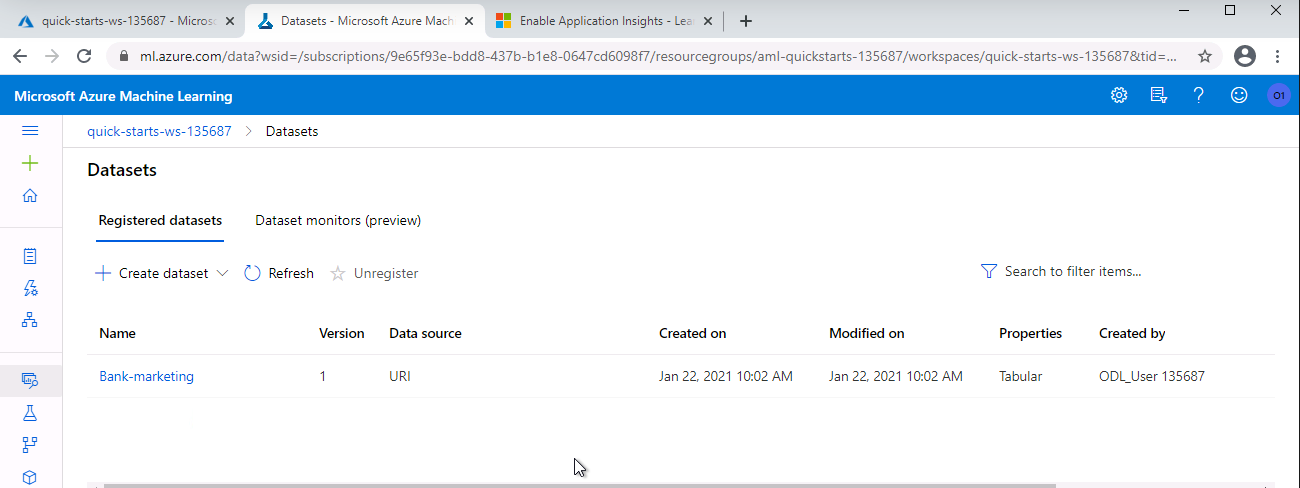 quick-starts-ws-135687 - Micros
Datasets - Microsoft Azure Mach
Enable Application Insights - Lea
ml.azure.com/data?wsid=/subscriptions/9e65f93e-bdd8-437b-b1e8-0647cd6098f7/resourcegroups/aml-quickstarts-135687/workspaces/quick-starts-ws-135687&tid=...
Microsoft Azure Machine Learning
O1
quick-starts-ws-135687 > Datasets
Datasets
Registered datasets Dataset monitors (preview)
Create dataset Refresh Unregister Search to filter items...
Name Version Data source Created on Modified on Properties Created by
Bank-marketing 1 URI Jan 22, 2021 10:02 AM Jan 22, 2021 10:02 AM Tabular ODL_User 135687